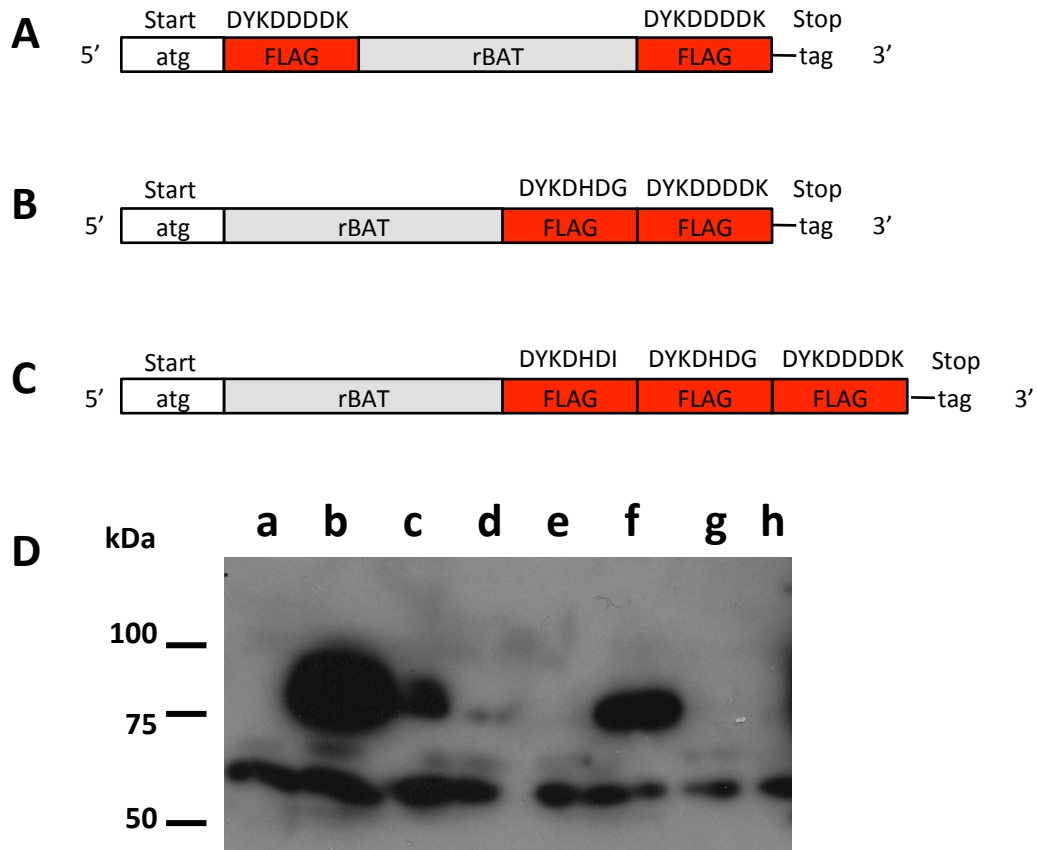 A
Start DYKDDDDK DYKDDDDK Stop
5’ atg FLAG rBAT FLAG tag 3’
B
Start DYKDHDG DYKDDDDK Stop
5’ atg rBAT FLAG FLAG tag 3’
C
Start DYKDHDI DYKDHDG DYKDDDDK Stop
5’ atg rBAT FLAG FLAG FLAG tag 3’
D
kDa a b c d e f g h
100
75
50